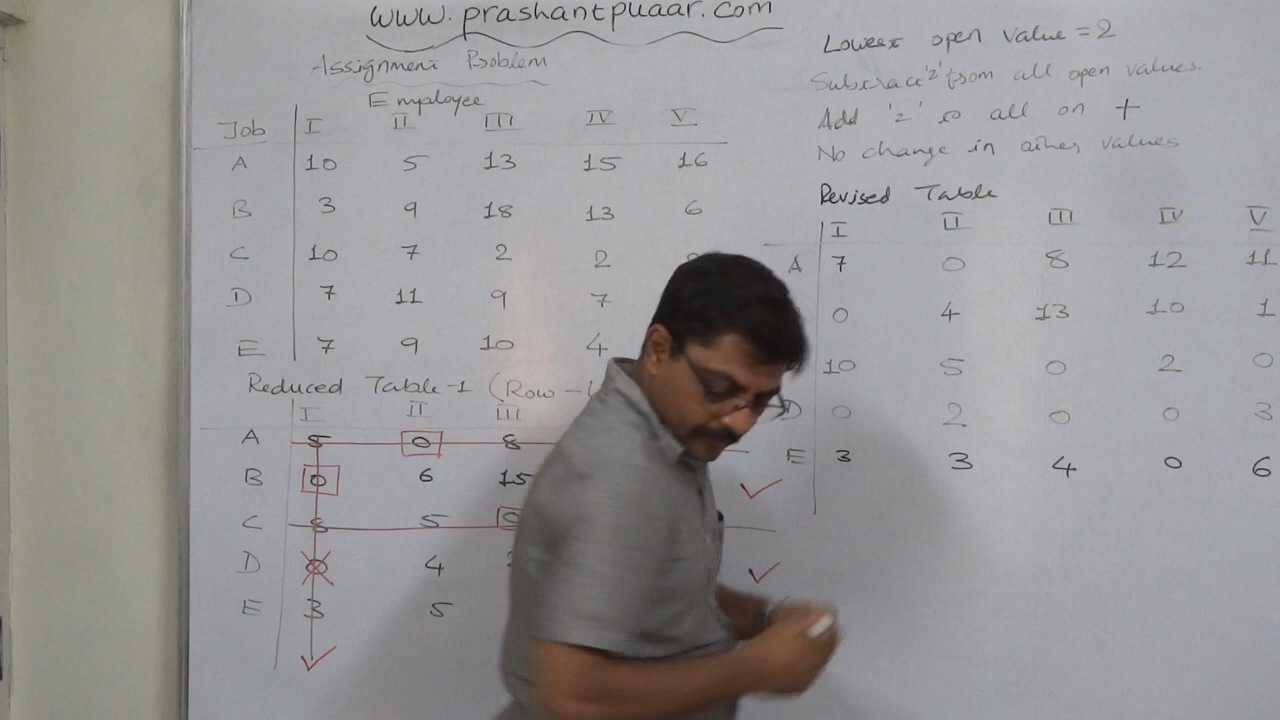 www.prashantpuaar.com
Assignment Problem
Employee
Job I II III IV V
A 10 5 13 15 16
B 3 9 18 13 6
C 10 7 2 2
D 7 11 9 7
E 7 9 10 4
Reduced Table-1 (Row-
I II III
A 5 0 8
B 0 6 15
C 8 5 0
D 0 4
E 3 5
Lowest open value = 2
Subtract '2' from all open values.
Add '2' to all on +
No change in other values
Revised Table
I II III IV V
A 7 0 8 12 11
0 4 13 10 1
10 5 0 2 0
D 0 2 0 0 3
E 3 3 4 0 6